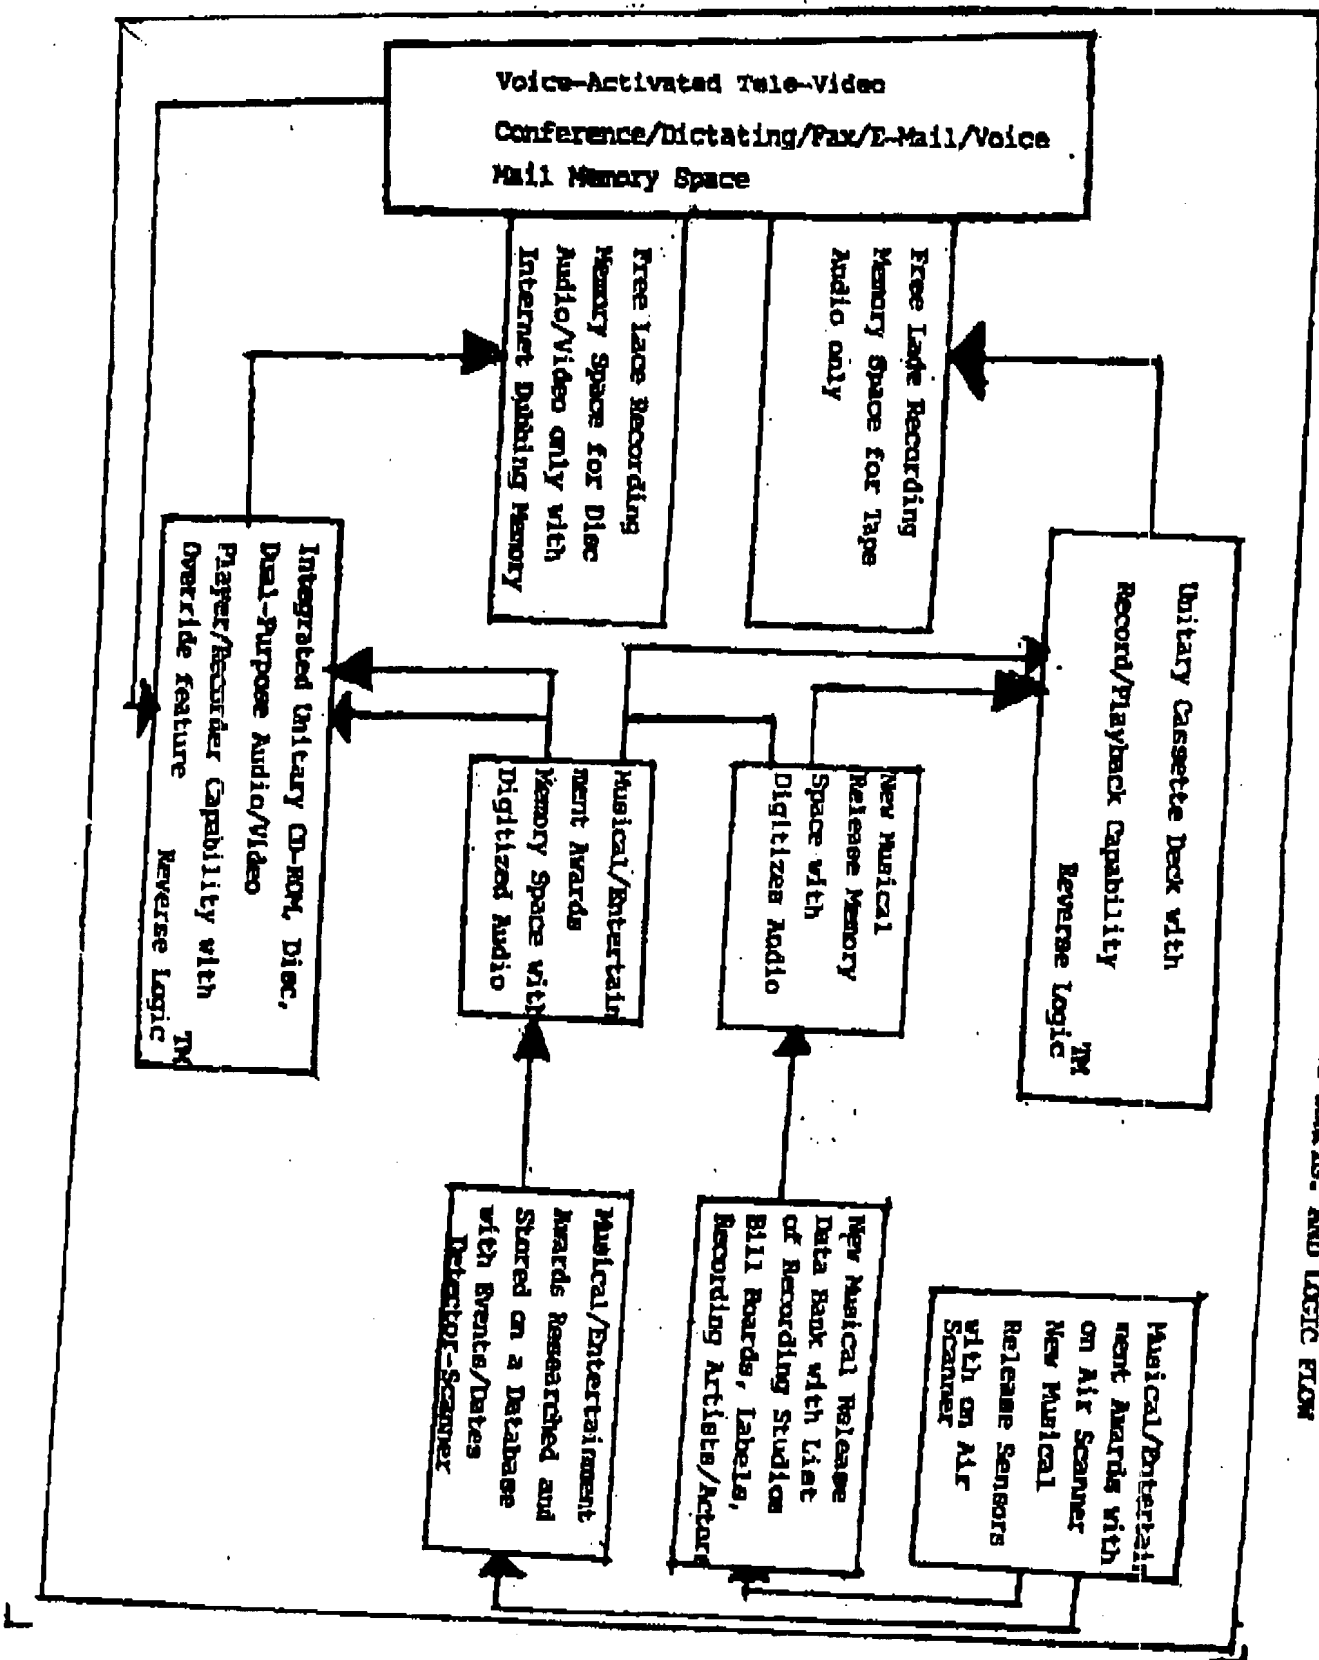 AND LOGIC FLOW
Voice-Activated Tele-Video
Conference/Dictating/Fax/E-Mail/Voice
Mail Memory Space
Free Lade Recording
Memory Space for Tape
Audio only
Free Lace Recording
Memory Space for Disc
Audio/Video only with
Internet Dubbing Memory
Unitary Cassette Deck with
Record/Playback Capability
TM
Reverse Logic
Integrated Unitary CD-ROM, Disc,
Dual-Purpose Audio/Video
Player/Recorder Capability with
Override feature
TM
Reverse Logic
New Musical
Release Memory
Space with
Digitizes Audio
Musical/Entertain
ment Awards
Memory Space with
Digitized Audio
Musical/Entertain
ment Awards with
on Air Scanner
New Musical
Release Sensors
with on Air
Scanner
New Musical Release
Data Bank with List
of Recording Studios
Bill Boards, Labels,
Recording Artists/Actors
Musical/Entertainment
Awards Researched and
Stored on a Database
with Events/Dates
Detector-Scanner